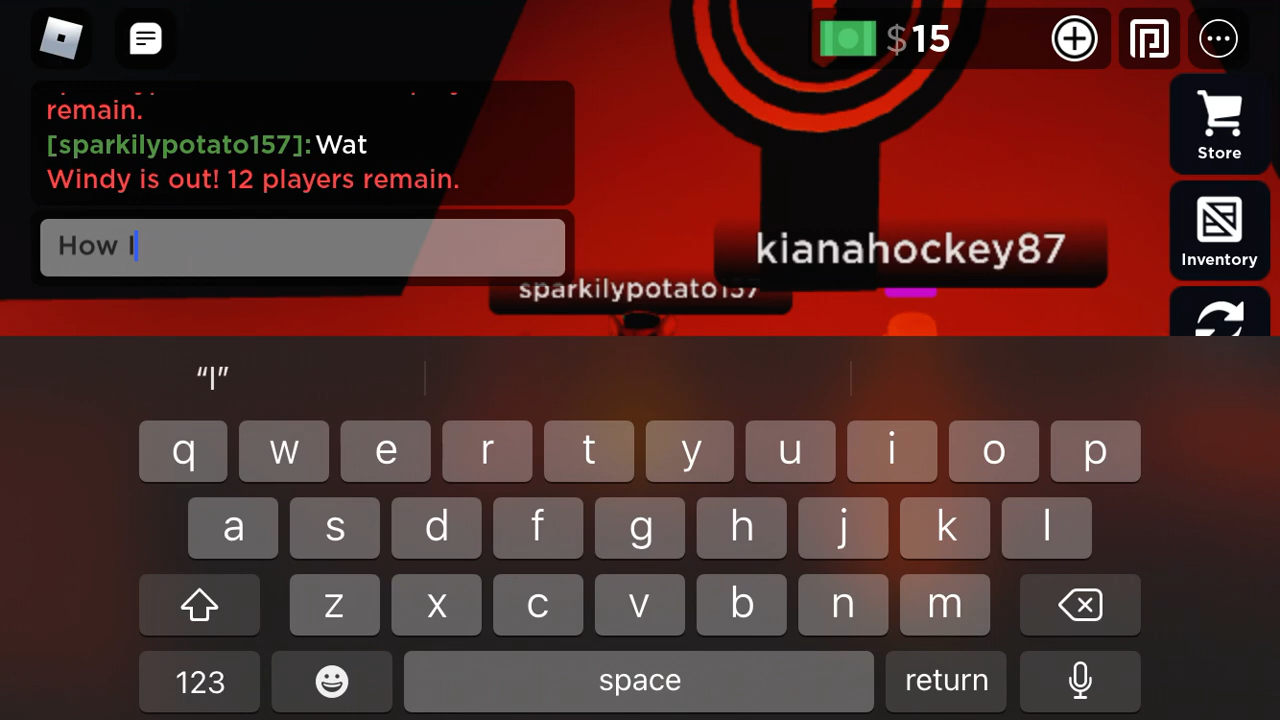 $15
remain.
[sparkilypotato157]: Wat
Windy is out! 12 players remain.
How l
Store
Inventory
kianahockey87
sparkilypotato157
“l”
q w e r t y u i o p
a s d f g h j k l
z x c v b n m
123 space return